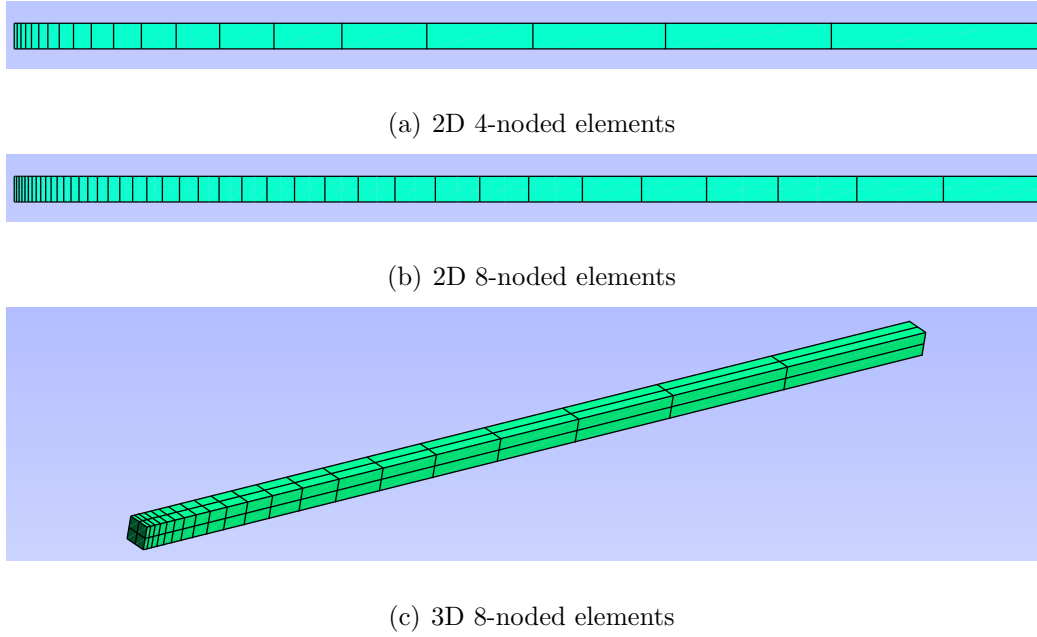 (a) 2D 4-noded elements
(b) 2D 8-noded elements
(c) 3D 8-noded elements